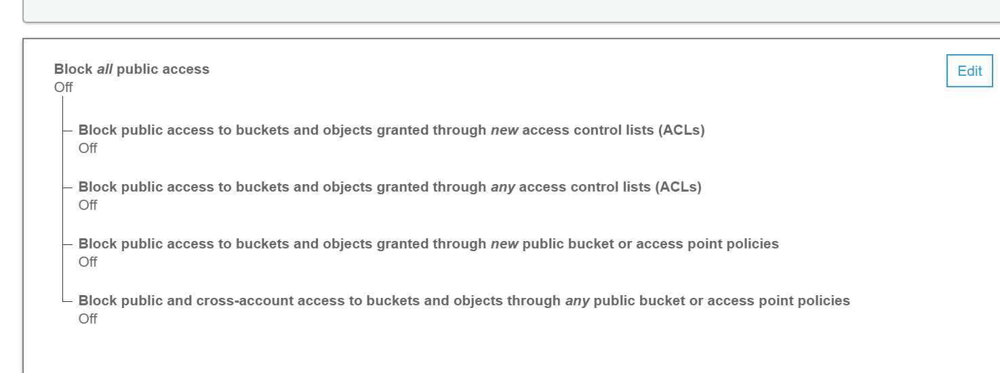 Block all public access
Edit
Off
Block public access to buckets and objects granted through new access control lists (ACLs)
Off
Block public access to buckets and objects granted through any access control lists (ACLs)
Off
Block public access to buckets and objects granted through new public bucket or access point policies
Off
Block public and cross-account access to buckets and objects through any public bucket or access point policies
Off